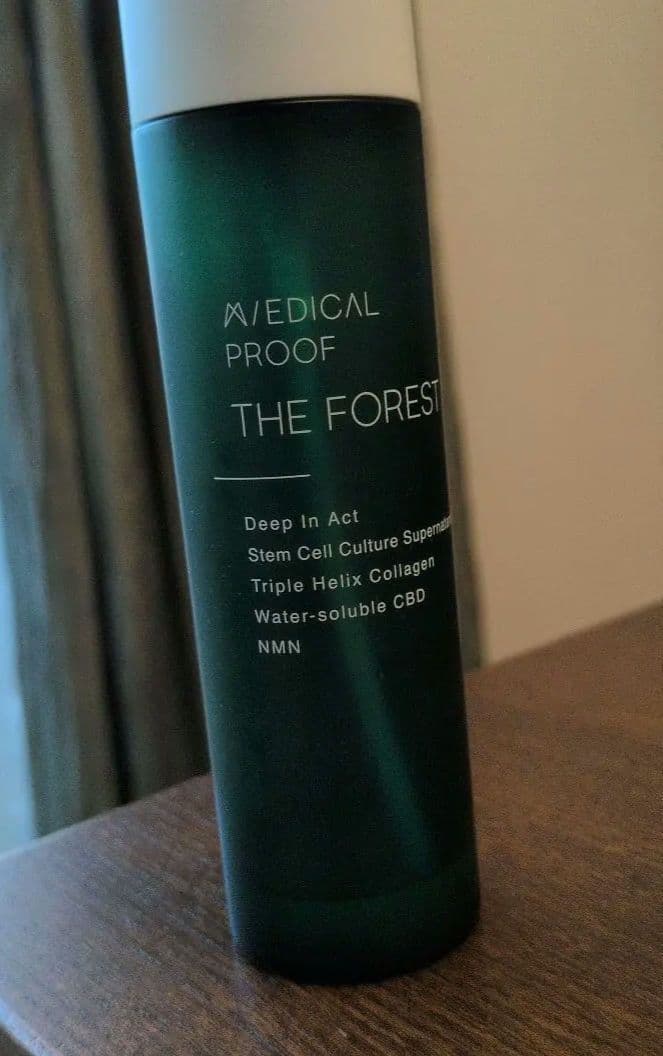 MEDICAL
PROOF
THE FOREST
Deep In Act
Stem Cell Culture
Triple Helix Collagen
Water-soluble CBD
NMN